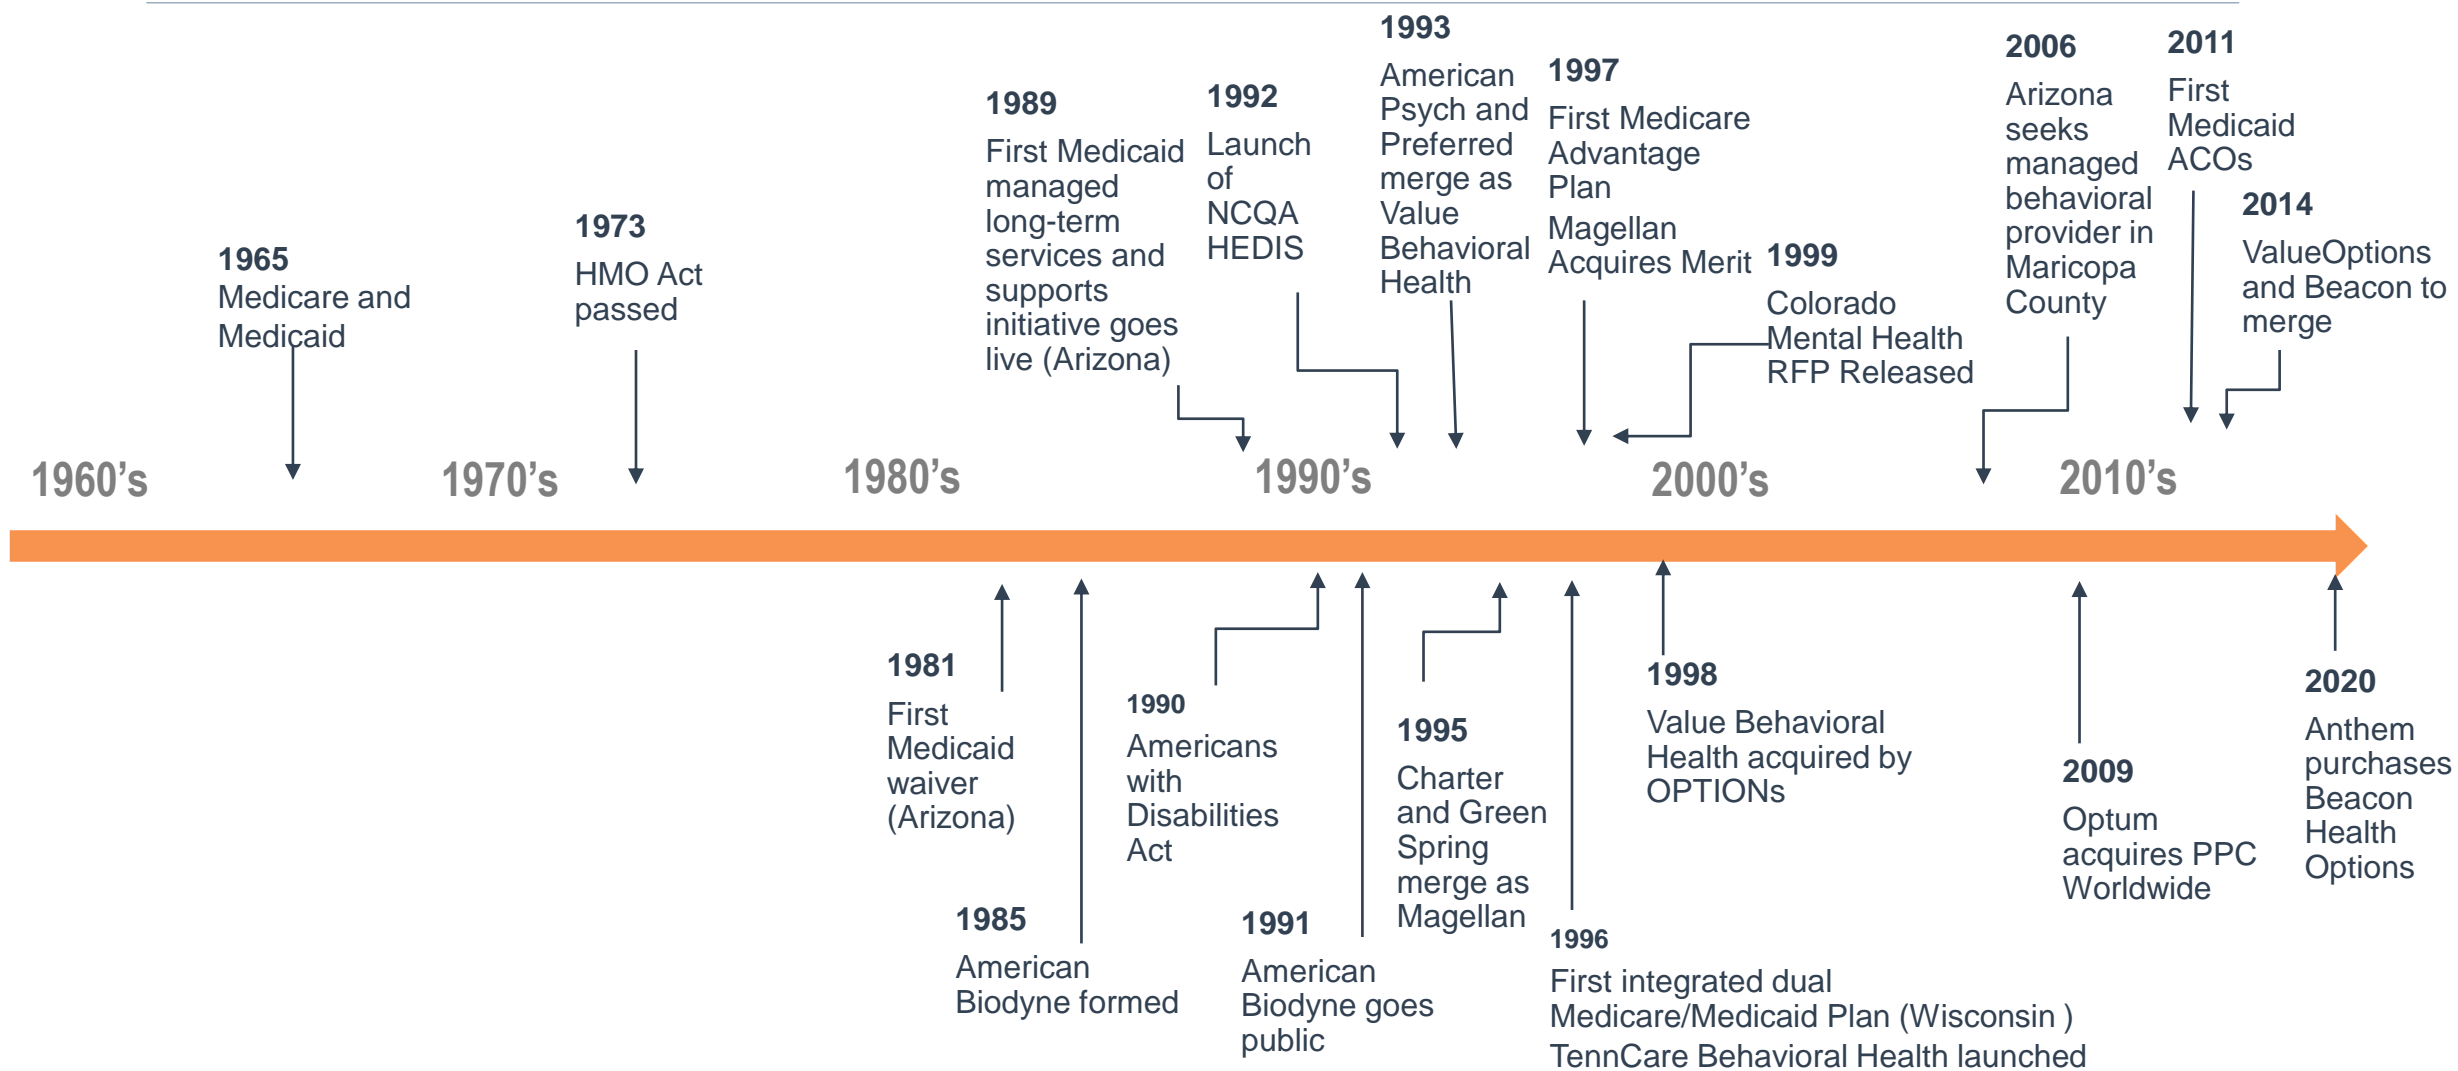 1965
Medicare and
Medicaid
1973
HMO Act
passed
1989
First Medicaid
managed
long-term
services and
supports
initiative goes
live (Arizona)
1992
Launch
of
NCQA
HEDIS
1993
American
Psych and
Preferred
merge as
Value
Behavioral
Health
1997
First Medicare
Advantage
Plan
Magellan
Acquires Merit
1999
Colorado
Mental Health
RFP Released
2006
Arizona
seeks
managed
behavioral
provider in
Maricopa
County
2011
First
Medicaid
ACOs
2014
ValueOptions
and Beacon to
merge
1960’s
1970’s
1980’s
1990’s
2000’s
2010’s
1981
First
Medicaid
waiver
(Arizona)
1985
American
Biodyne formed
1990
Americans
with
Disabilities
Act
1991
American
Biodyne goes
public
1995
Charter
and Green
Spring
merge as
Magellan
1996
First integrated dual
Medicare/Medicaid Plan (Wisconsin )
TennCare Behavioral Health launched
1998
Value Behavioral
Health acquired by
OPTIONs
2009
Optum
acquires PPC
Worldwide
2020
Anthem
purchases
Beacon
Health
Options